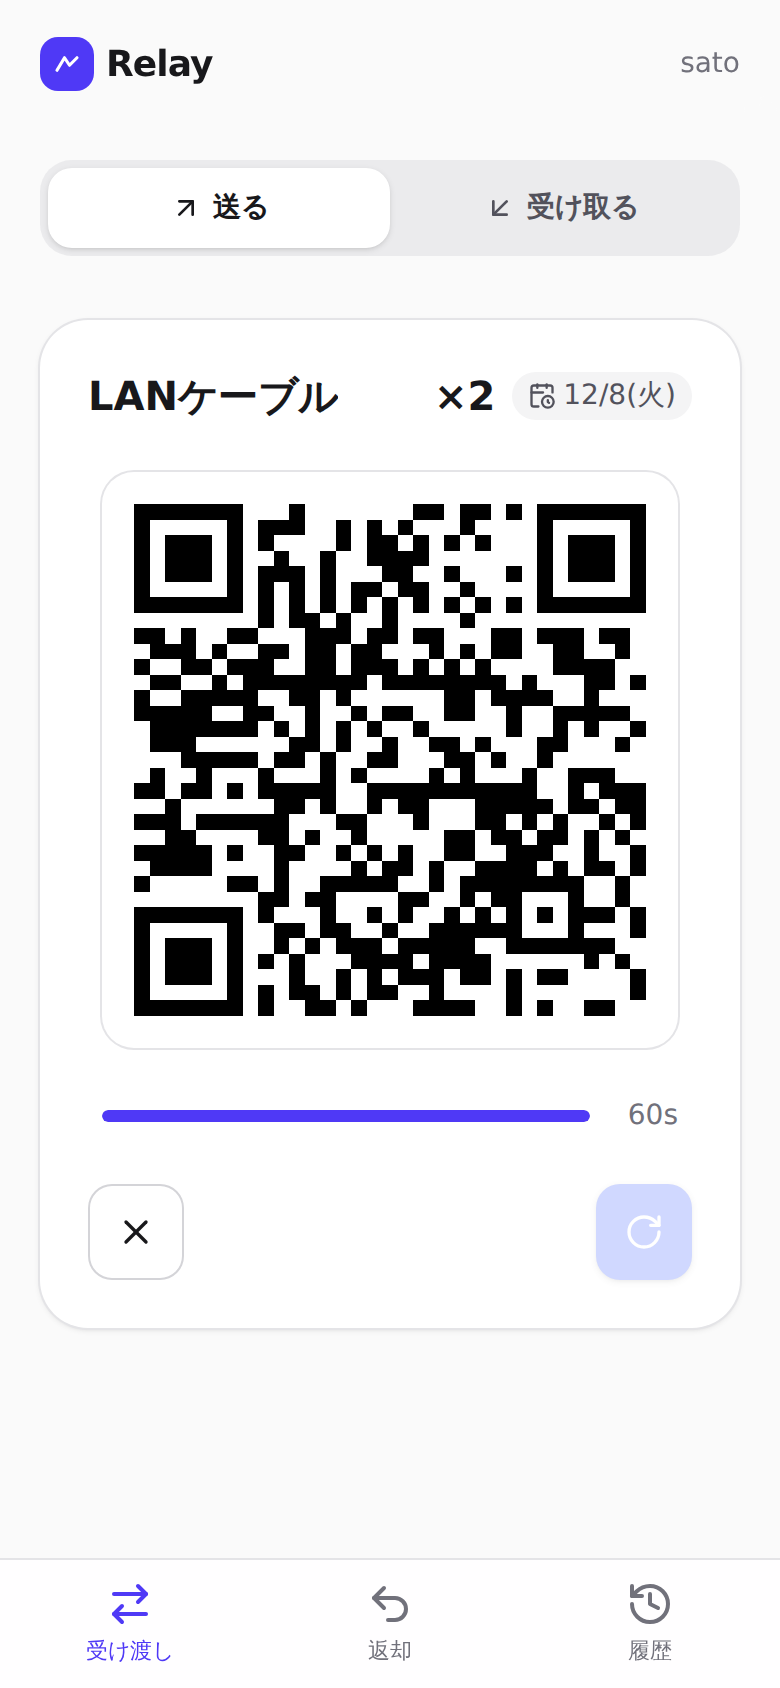 Relay
sato
送る
受け取る
LANケーブル ×2 12/8(火)
60s
受け渡し
返却
履歴